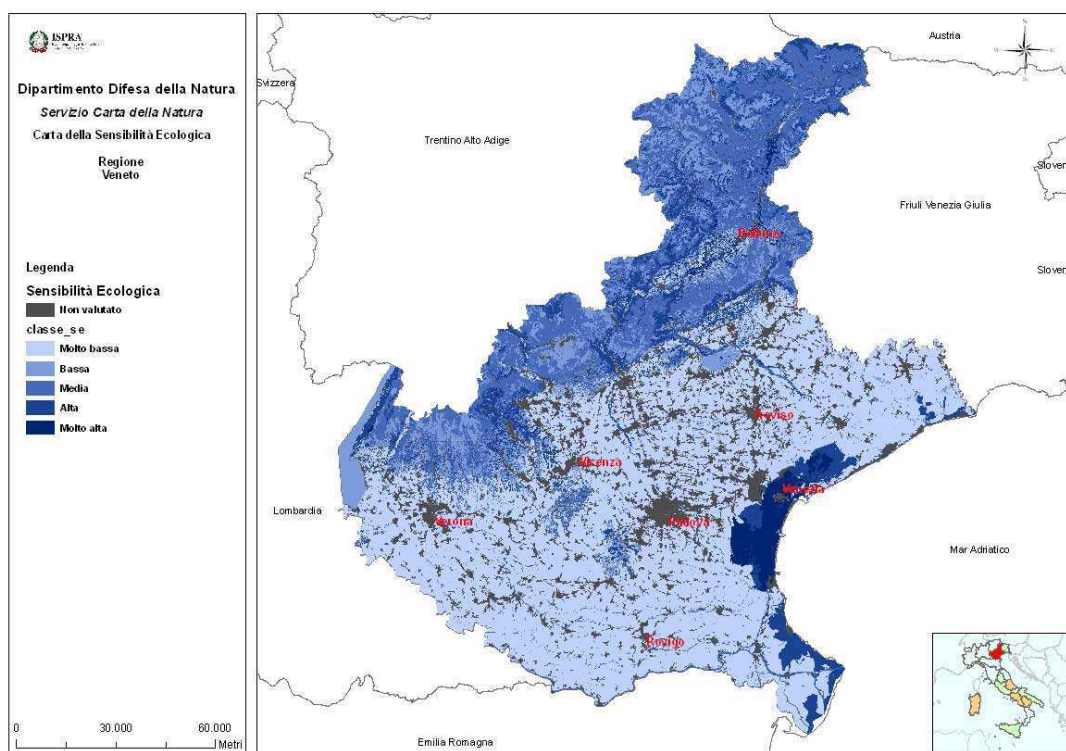 ISPRA
Dipartimento Difesa della Natura
Servizio Carta della Natura
Carta della Sensibilità Ecologica
Regione
Veneto
Legenda
Sensibilità Ecologica
Non valutato
classe_se
Molto bassa
Bassa
Media
Alta
Molto alta
0 30.000 60.000
Metri
Austria
Svizzera
Trentino Alto Adige
Sloven
Friuli Venezia Giulia
Belluno
Sloven
Treviso
Vicenza
Venezia
Lombardia
Verona
Padova
Mar Adriatico
Rovigo
Emilia Romagna